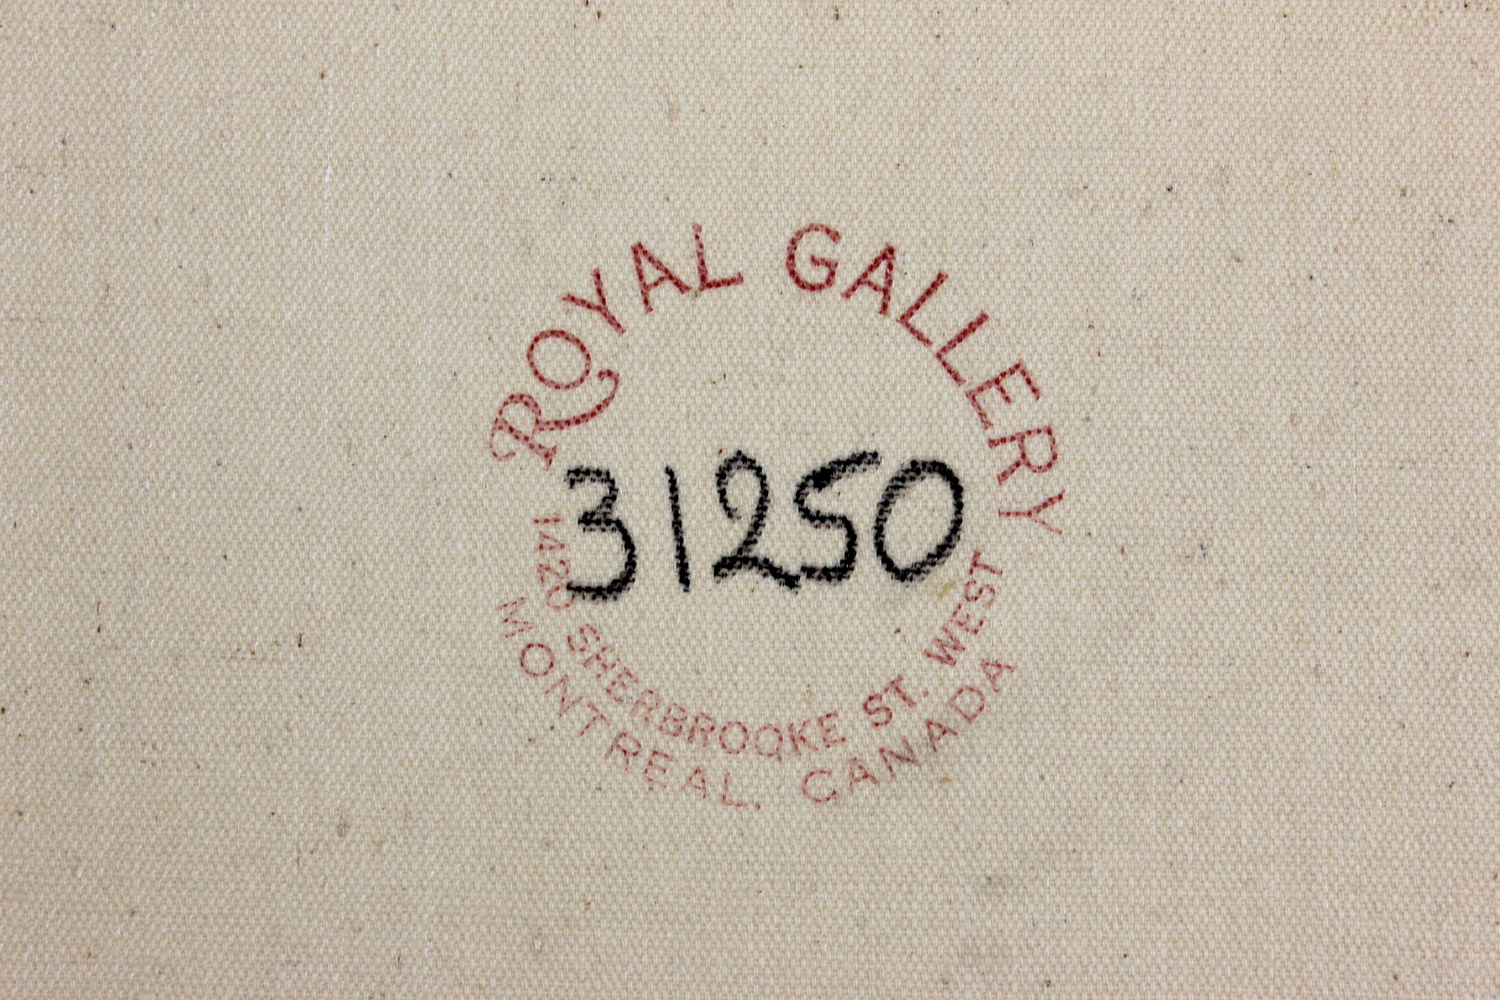 ROYAL GALLERY
31250
1420 SHERBROOKE ST. WEST
MONTREAL, CANADA